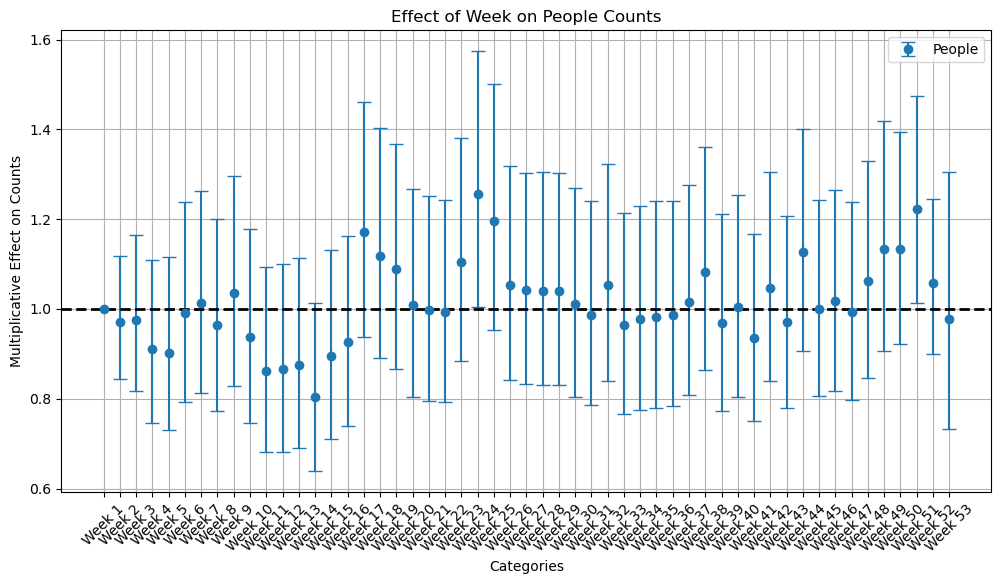 Effect of Week on People Counts
People
Multiplicative Effect on Counts
1.6
1.4
1.2
1.0
0.8
0.6
Week 1
Week 2
Week 3
Week 4
Week 5
Week 6
Week 7
Week 8
Week 9
Week 10
Week 11
Week 12
Week 13
Week 14
Week 15
Week 16
Week 17
Week 18
Week 19
Week 20
Week 21
Week 22
Week 23
Week 24
Week 25
Week 26
Week 27
Week 28
Week 29
Week 30
Week 31
Week 32
Week 33
Week 34
Week 35
Week 36
Week 37
Week 38
Week 39
Week 40
Week 41
Week 42
Week 43
Week 44
Week 45
Week 46
Week 47
Week 48
Week 49
Week 50
Week 51
Week 52
Week 53
Categories